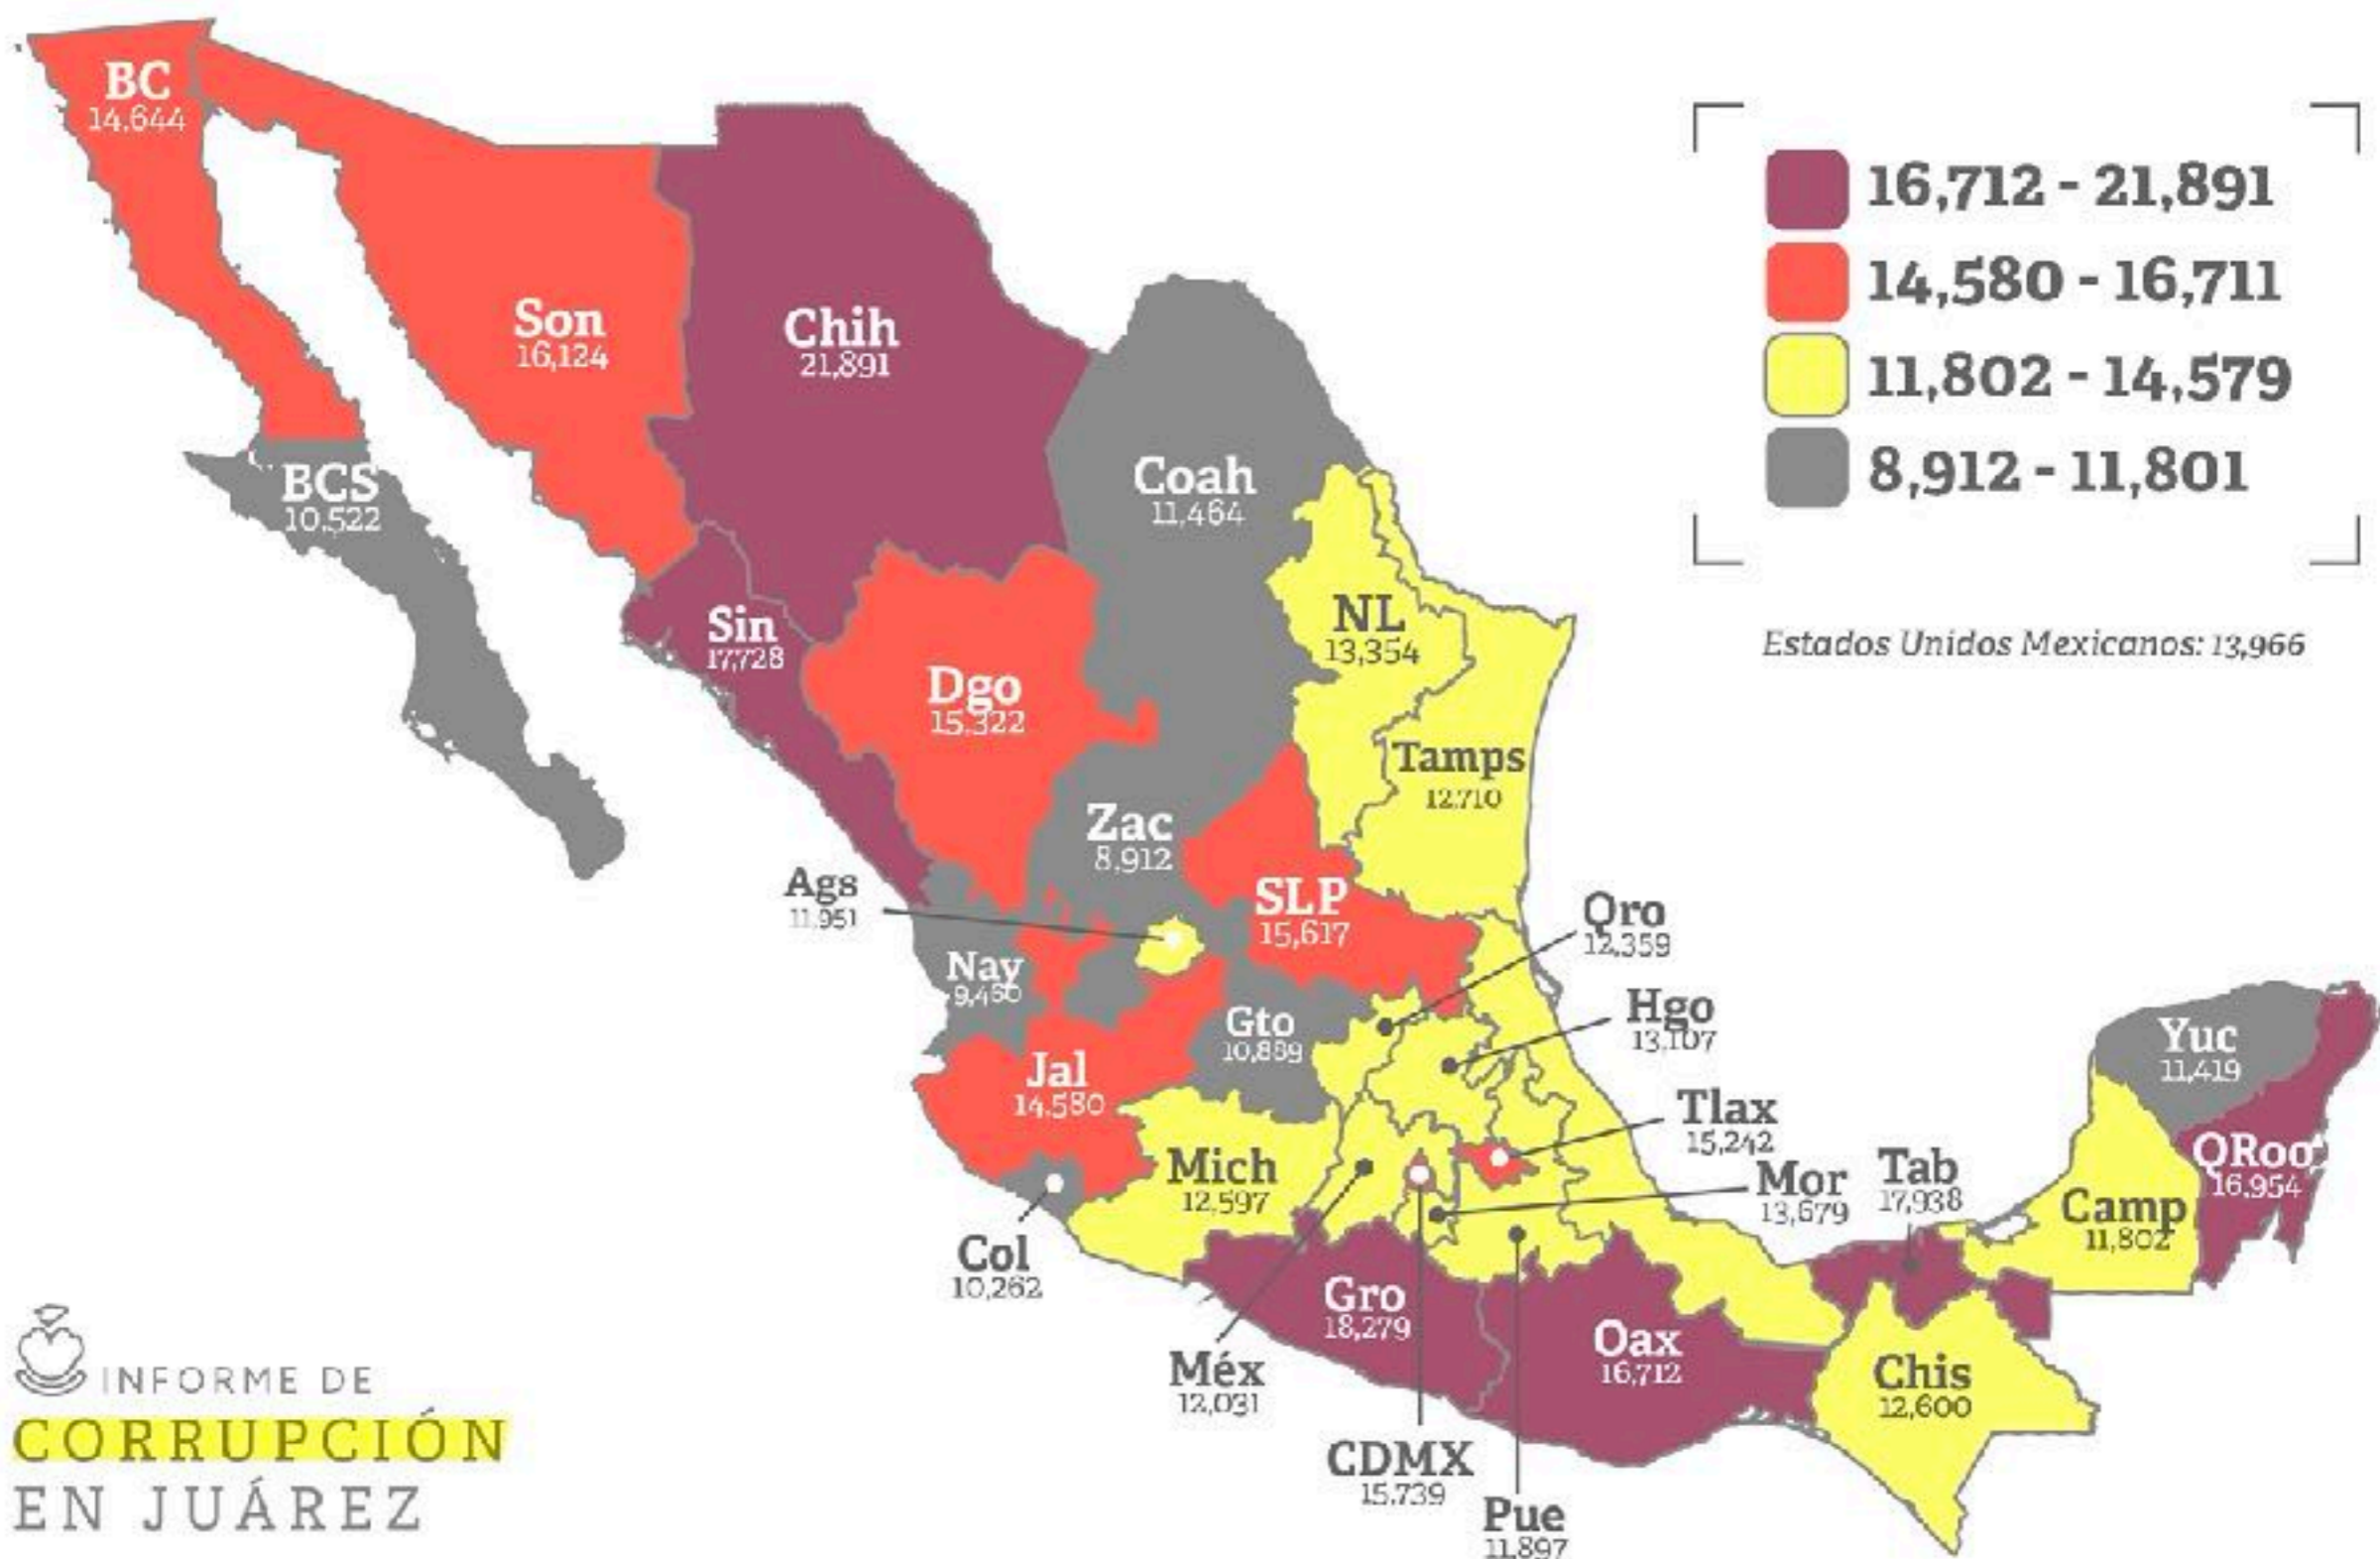 BC
14,644
Son
16,124
Chih
21,891
BCS
10,522
Coah
11,464
Sin
17,728
Dgo
15,322
NL
13,354
Tamps
12,710
Zac
8,912
Ags
11,951
SLP
15,617
Nay
9,460
Qro
12,359
Gto
10,889
Hgo
13,107
Jal
14,580
Tlax
15,242
Mich
12,597
Mor
13,679
Tab
17,938
Col
10,262
Yuc
11,419
QRoo
16,954
Camp
11,802
Gro
18,279
Oax
16,712
Méx
12,031
Chis
12,600
CDMX
15,739
Pue
11,897
16,712 - 21,891
14,580 - 16,711
11,802 - 14,579
8,912 - 11,801
Estados Unidos Mexicanos: 13,966
INFORME DE
CORRUPCIÓN
EN JUÁREZ